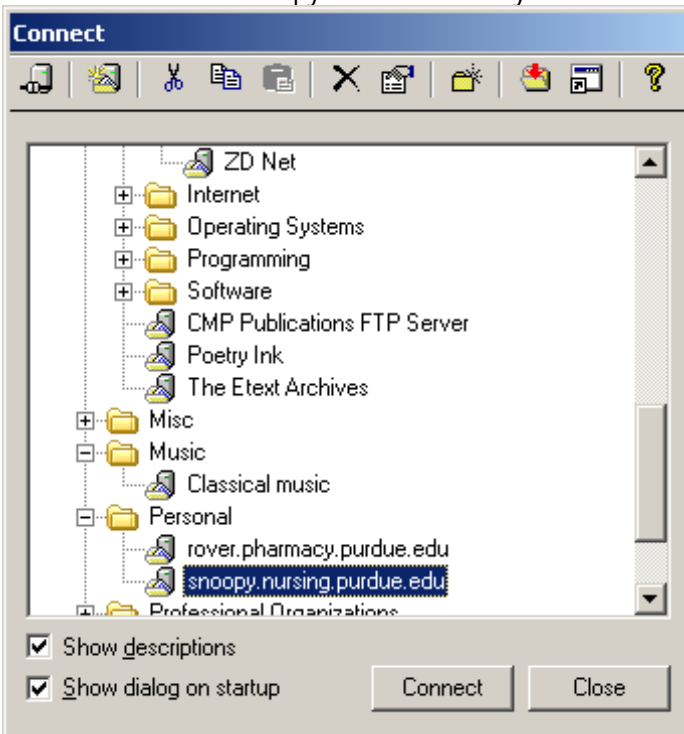 Connect
ZD Net
Internet
Operating Systems
Programming
Software
CMP Publications FTP Server
Poetry Ink
The Etext Archives
Misc
Music
Classical music
Personal
rover.pharmacy.purdue.edu
snoopy.nursing.purdue.edu
Professional Organizations
Show descriptions
Show dialog on startup
Connect Close